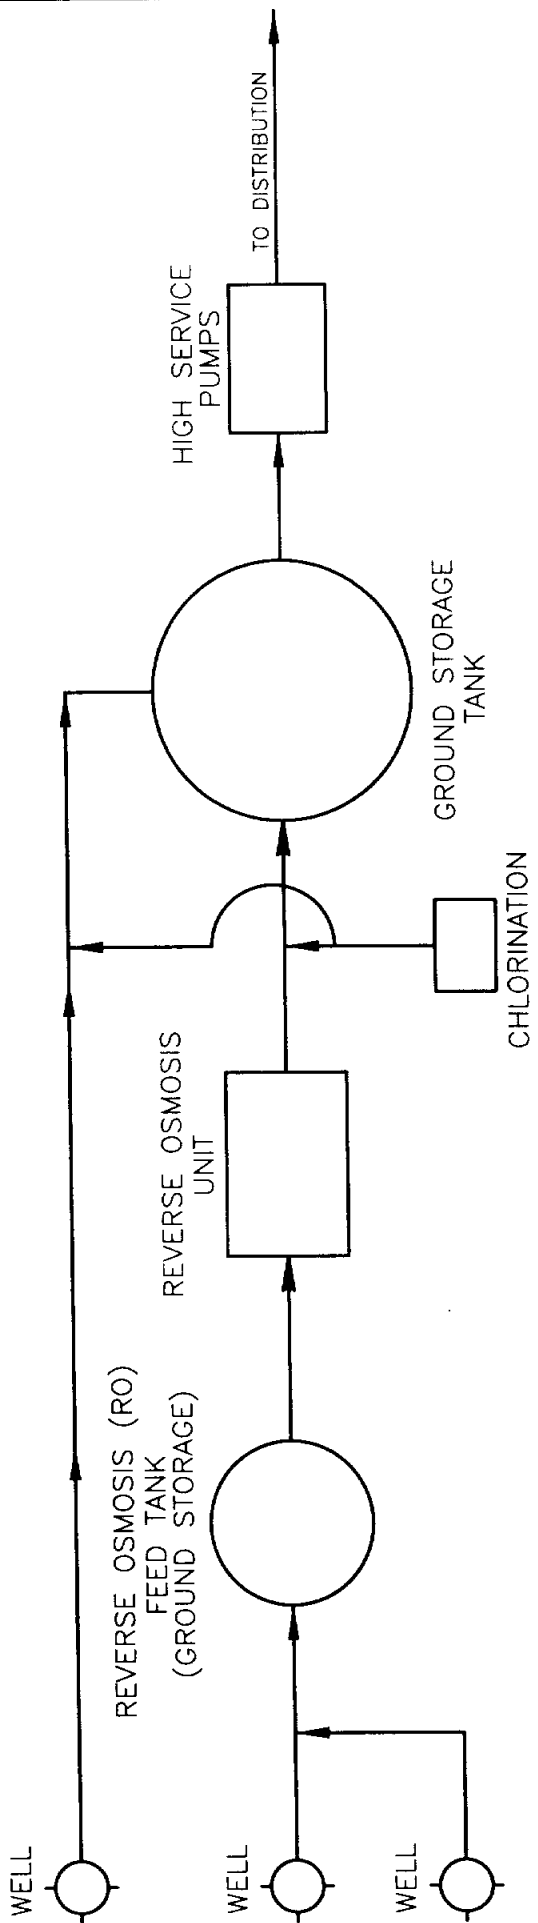 WELL
WELL
WELL
REVERSE OSMOSIS (RO)
FEED TANK
(GROUND STORAGE)
REVERSE OSMOSIS
UNIT
CHLORINATION
GROUND STORAGE
TANK
HIGH SERVICE
PUMPS
TO DISTRIBUTION